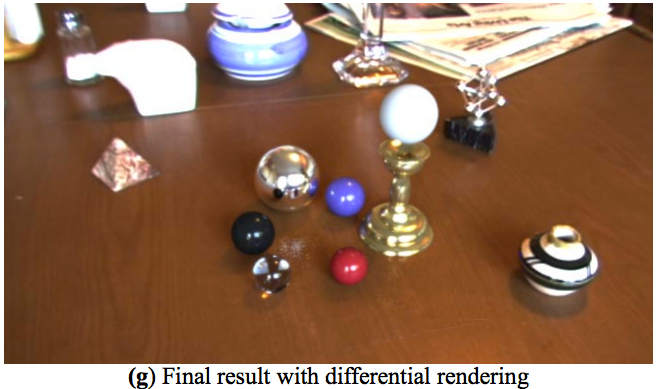 (g) Final result with differential rendering